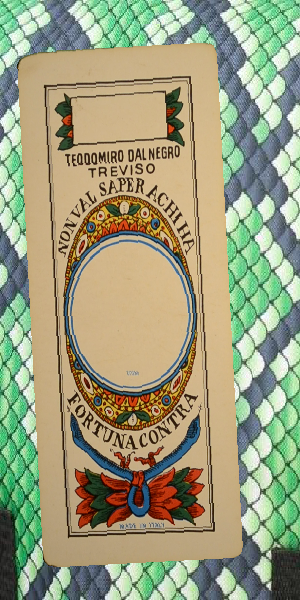 TEODOMIRO DAL NEGRO
TREVISO
NON VAL SAPER A CHI HA
FORTUNA CONTRA
MADE IN ITALY